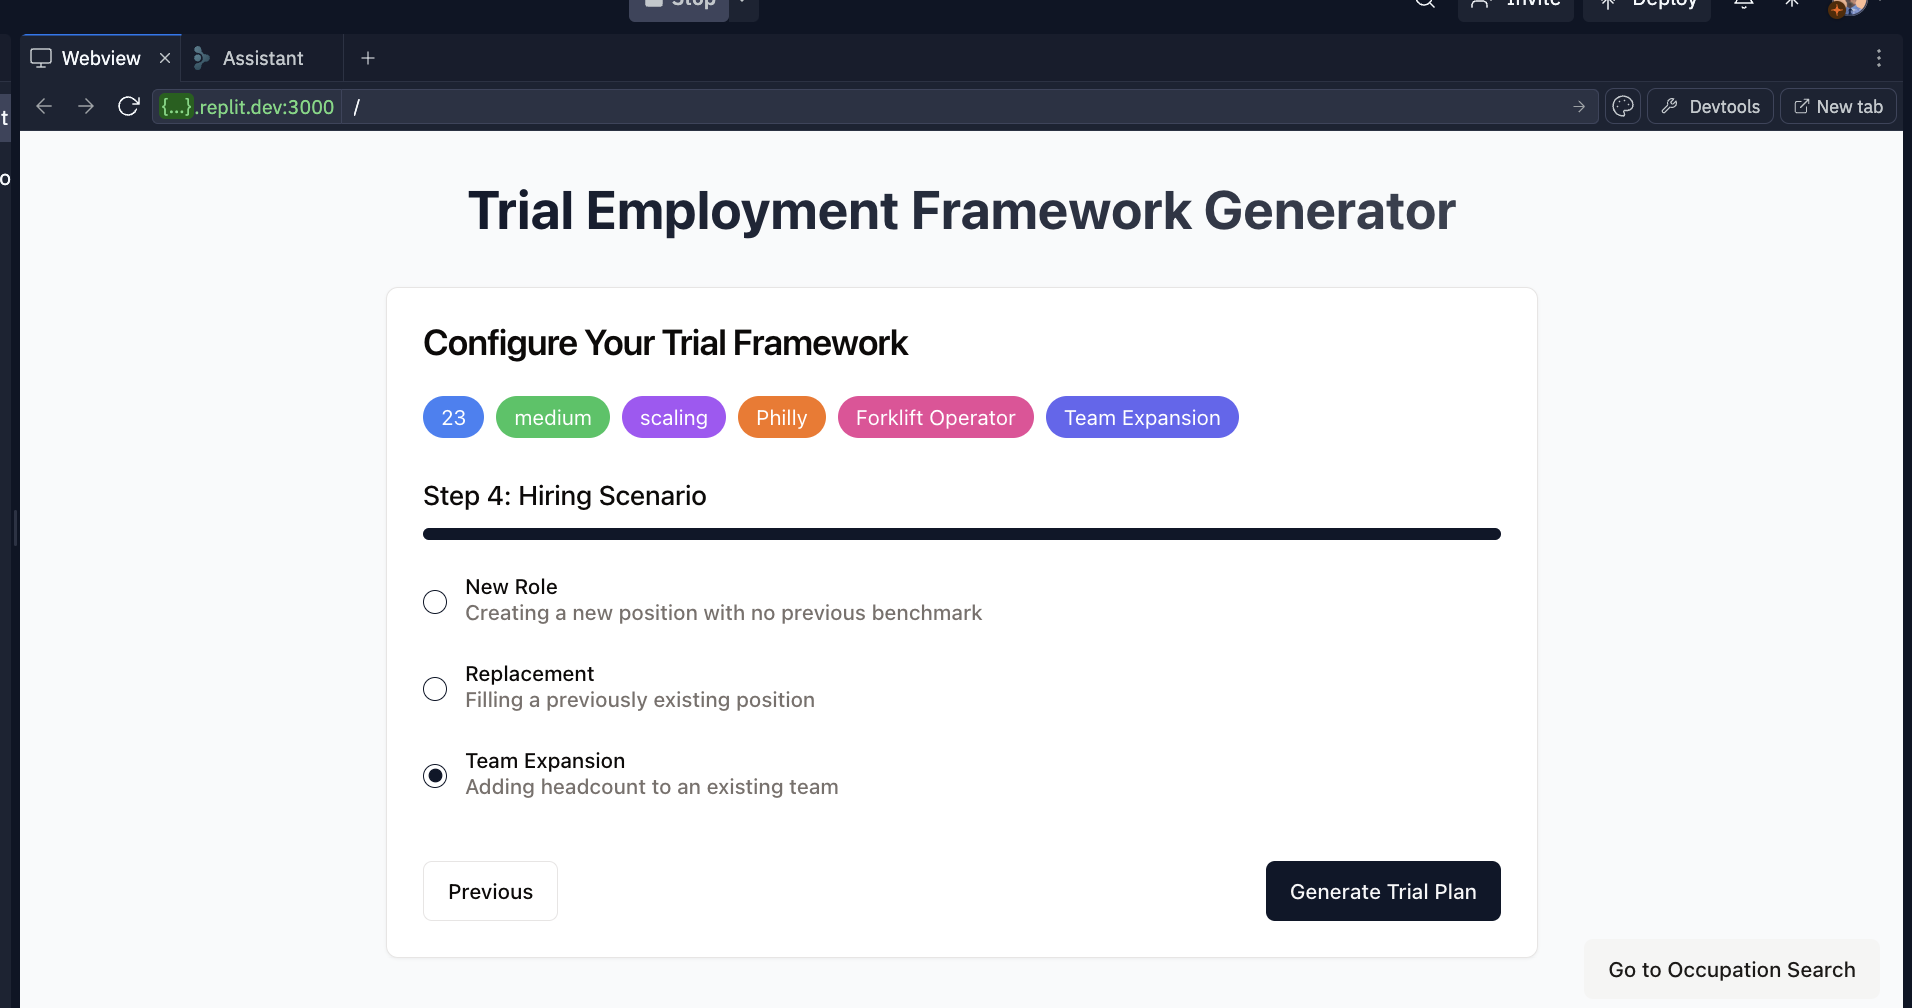 Stop
Invite
Deploy
Webview
Assistant
{...}.replit.dev:3000 /
Devtools
New tab
t
o
Trial Employment Framework Generator
Configure Your Trial Framework
23 medium scaling Philly Forklift Operator Team Expansion
Step 4: Hiring Scenario
New Role
Creating a new position with no previous benchmark
Replacement
Filling a previously existing position
Team Expansion
Adding headcount to an existing team
Previous
Generate Trial Plan
Go to Occupation Search